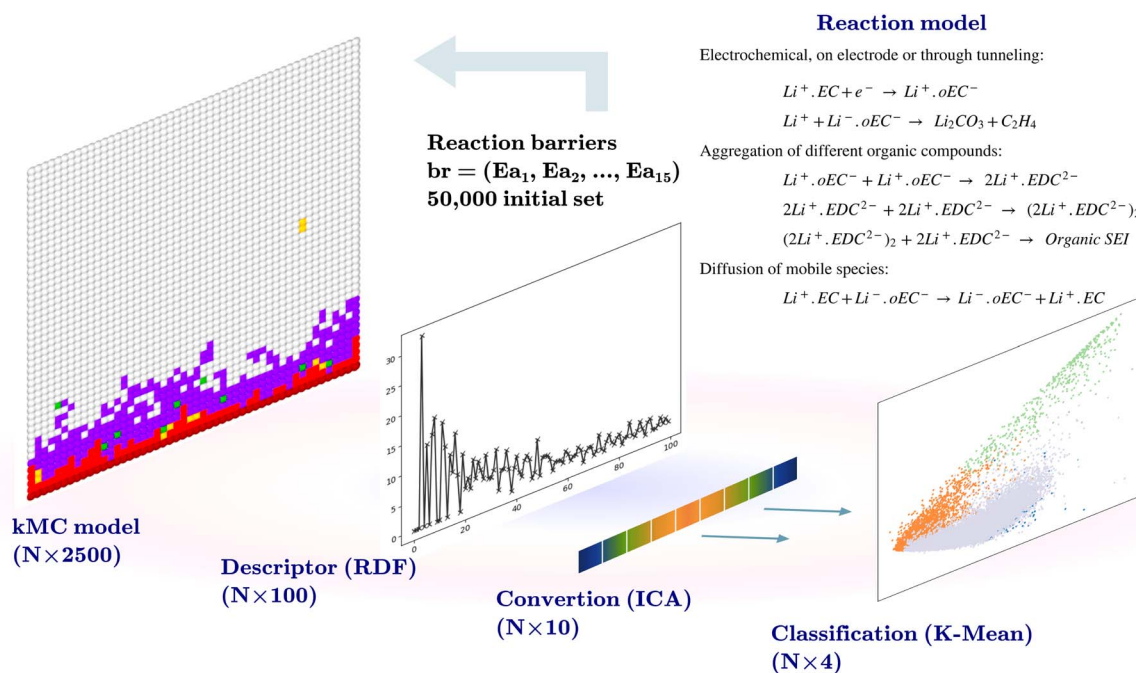 Reaction model
Electrochemical, on electrode or through tunneling:
Li⁺.EC + e⁻ → Li⁺.oEC⁻
Li⁺ + Li⁻.oEC⁻ → Li₂CO₃ + C₂H₄
Aggregation of different organic compounds:
Li⁺.oEC⁻ + Li⁺.oEC⁻ → 2Li⁺.EDC²⁻
2Li⁺.EDC²⁻ + 2Li⁺.EDC²⁻ → (2Li⁺.EDC²⁻)₂
(2Li⁺.EDC²⁻)₂ + 2Li⁺.EDC²⁻ → Organic SEI
Diffusion of mobile species:
Li⁺.EC + Li⁻.oEC⁻ → Li⁻.oEC⁻ + Li⁺.EC
Reaction barriers
br = (Ea₁, Ea₂, ..., Ea₁₅)
50,000 initial set
kMC model
(N×2500)
30
25
20
15
10
5
0
0
20
40
60
80
100
Descriptor (RDF)
(N×100)
Convertion (ICA)
(N×10)
Classification (K-Mean)
(N×4)